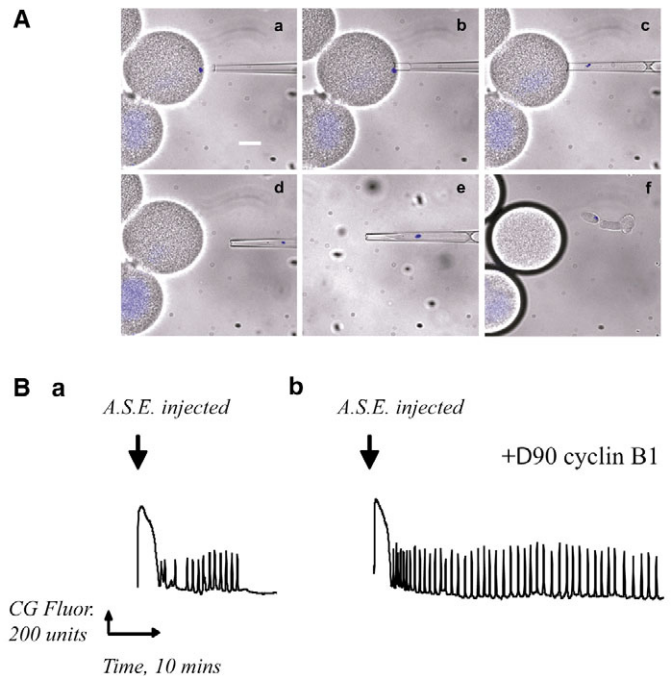 A
a
b
c
d
e
f
B a
b
A.S.E. injected
A.S.E. injected
+D90 cyclin B1
CG Fluor.
200 units
Time, 10 mins